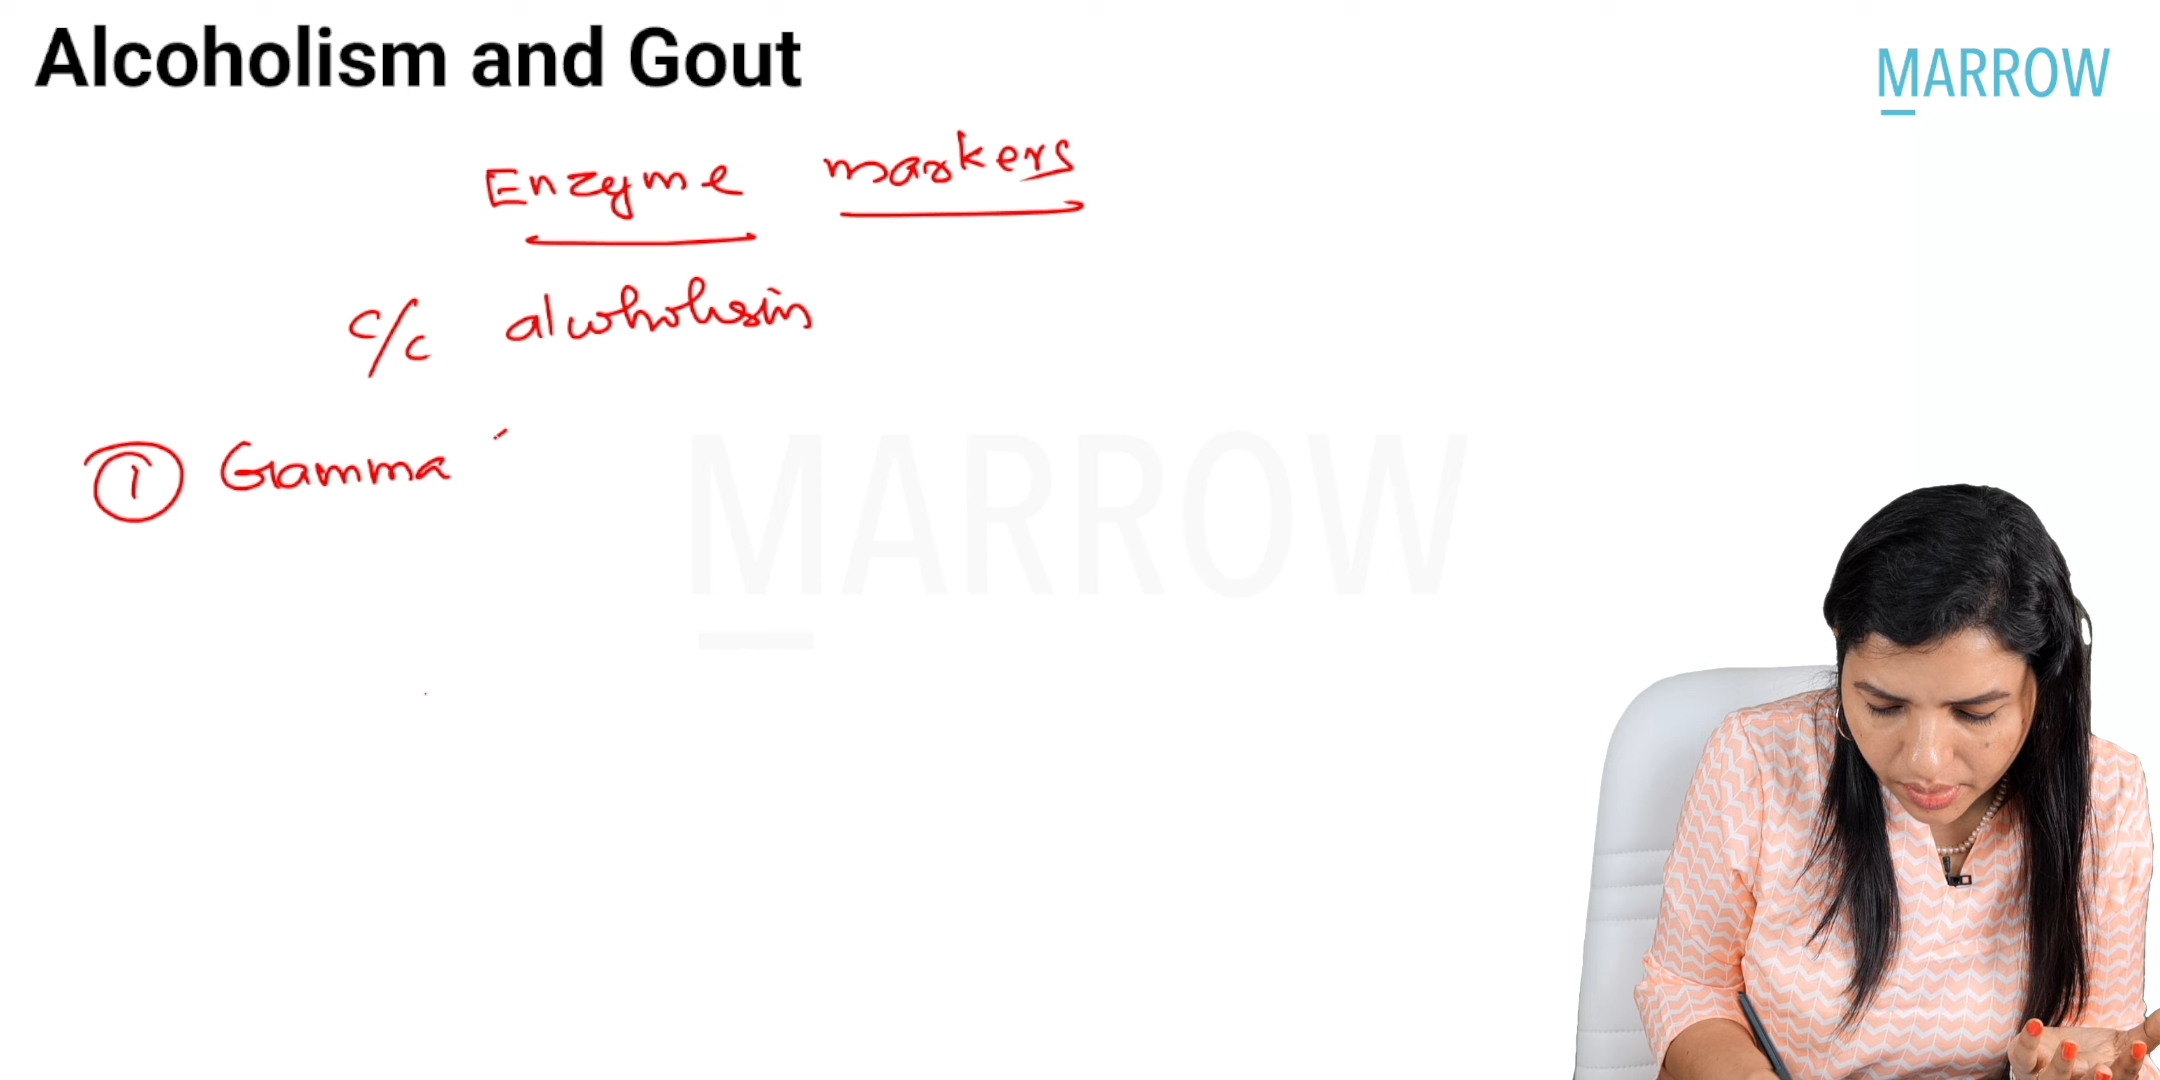 Alcoholism and Gout
MARROW
Enzyme markers
c/c alcoholism
① Gamma
MARROW